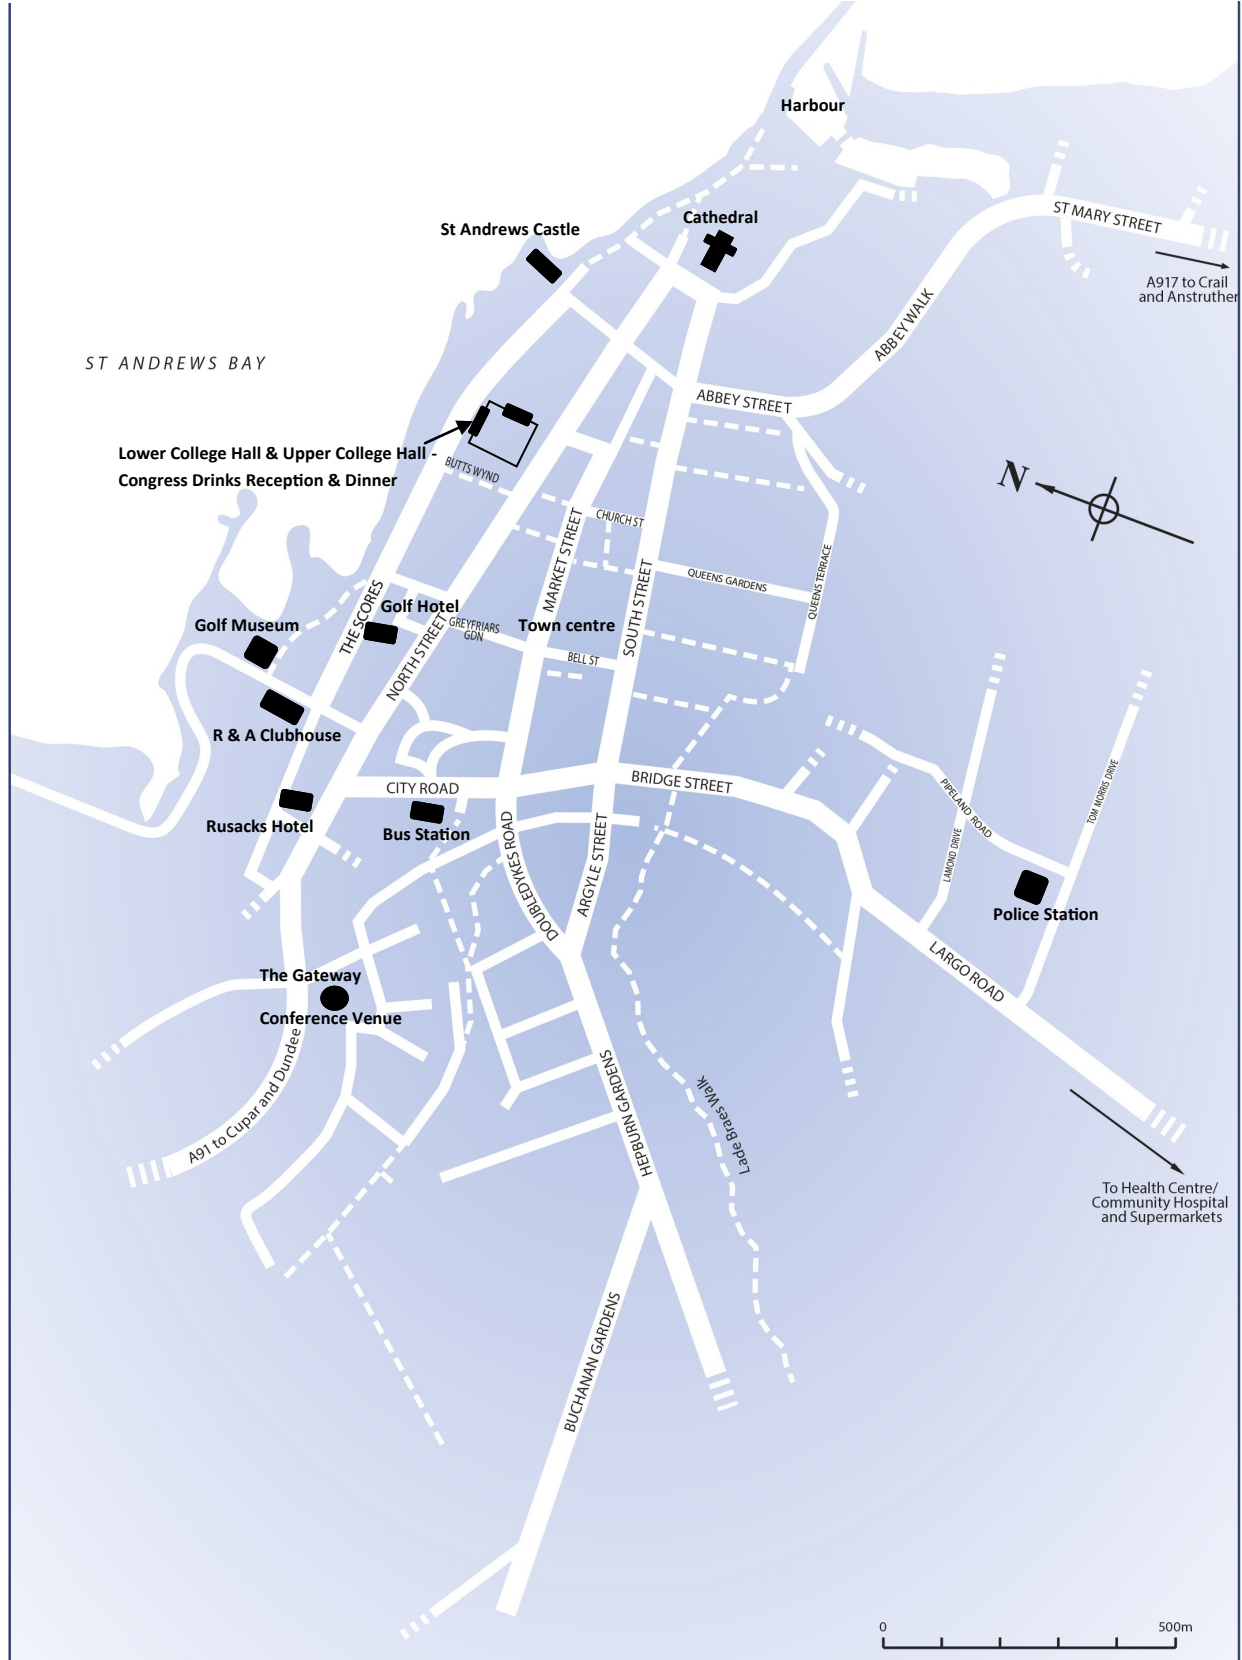 Harbour
Cathedral
ST MARY STREET
St Andrews Castle
A917 to Crail
and Anstruther
ABBEY WALK
ST ANDREWS BAY
ABBEY STREET
Lower College Hall & Upper College Hall -
Congress Drinks Reception & Dinner
BUTTS WYND
N
CHURCH ST
MARKET STREET
QUEENS GARDENS
QUEENS TERRACE
SOUTH STREET
THE SCORES
Golf Hotel
Golf Museum
GREYFRIARS
GDN
Town centre
NORTH STREET
BELL ST
R & A Clubhouse
CITY ROAD
BRIDGE STREET
TOM MORRIS DRIVE
PIPELAND ROAD
Rusacks Hotel
Bus Station
LAMOND DRIVE
DOUBLEDYKES ROAD
ARGYLE STREET
Police Station
LARGO ROAD
The Gateway
Conference Venue
A91 to Cupar and Dundee
HEPBURN GARDENS
Lade Braes Walk
To Health Centre/
Community Hospital
and Supermarkets
BUCHANAN GARDENS
0 500m